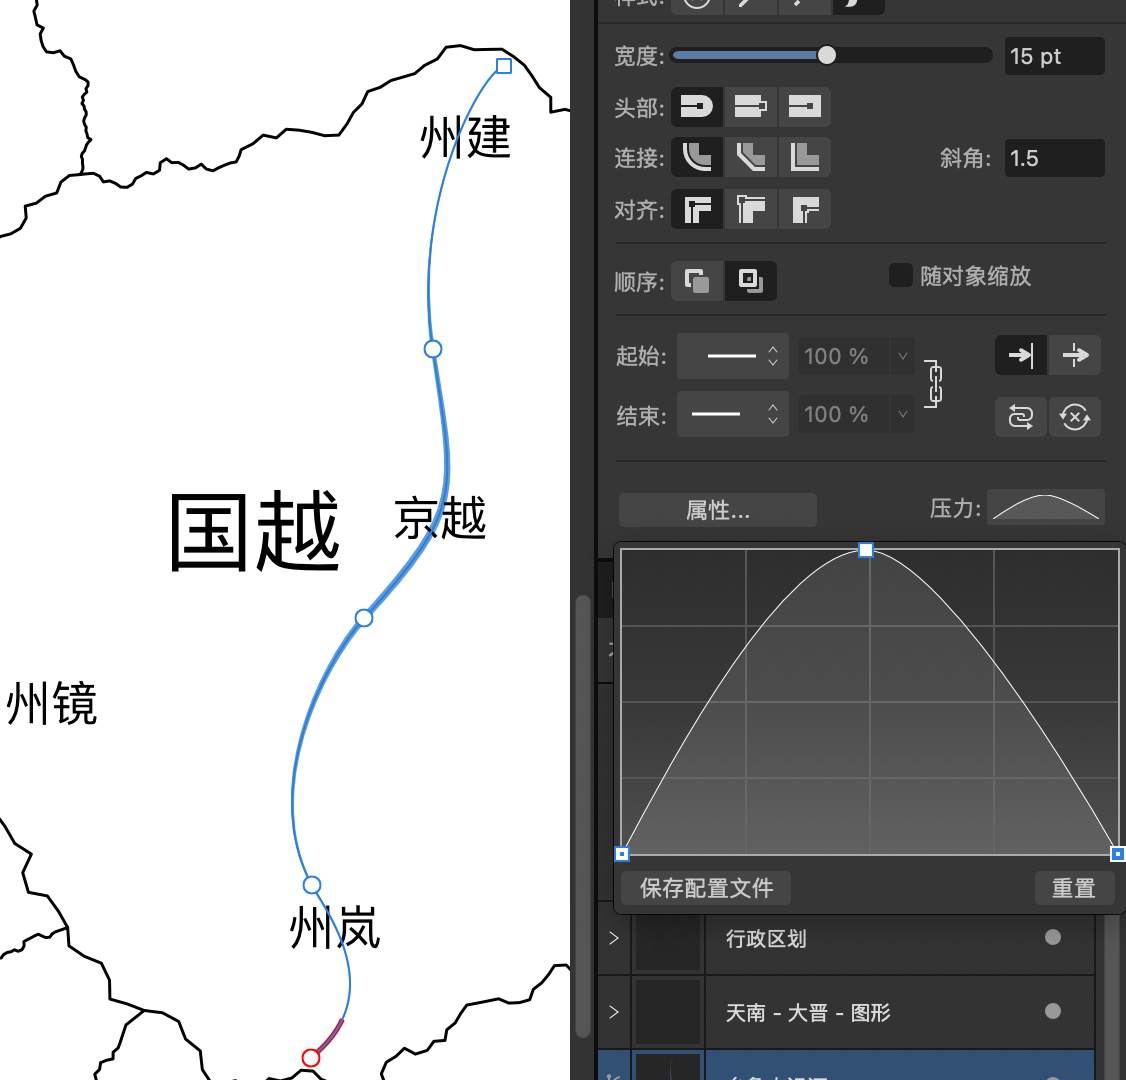 州建
国越
京越
州镜
州岚
样式:
宽度:
15 pt
头部:
连接:
斜角:
1.5
对齐:
顺序:
随对象缩放
起始:
100 %
结束:
100 %
属性...
压力:
保存配置文件
重置
行政区划
天南 - 大晋 - 图形